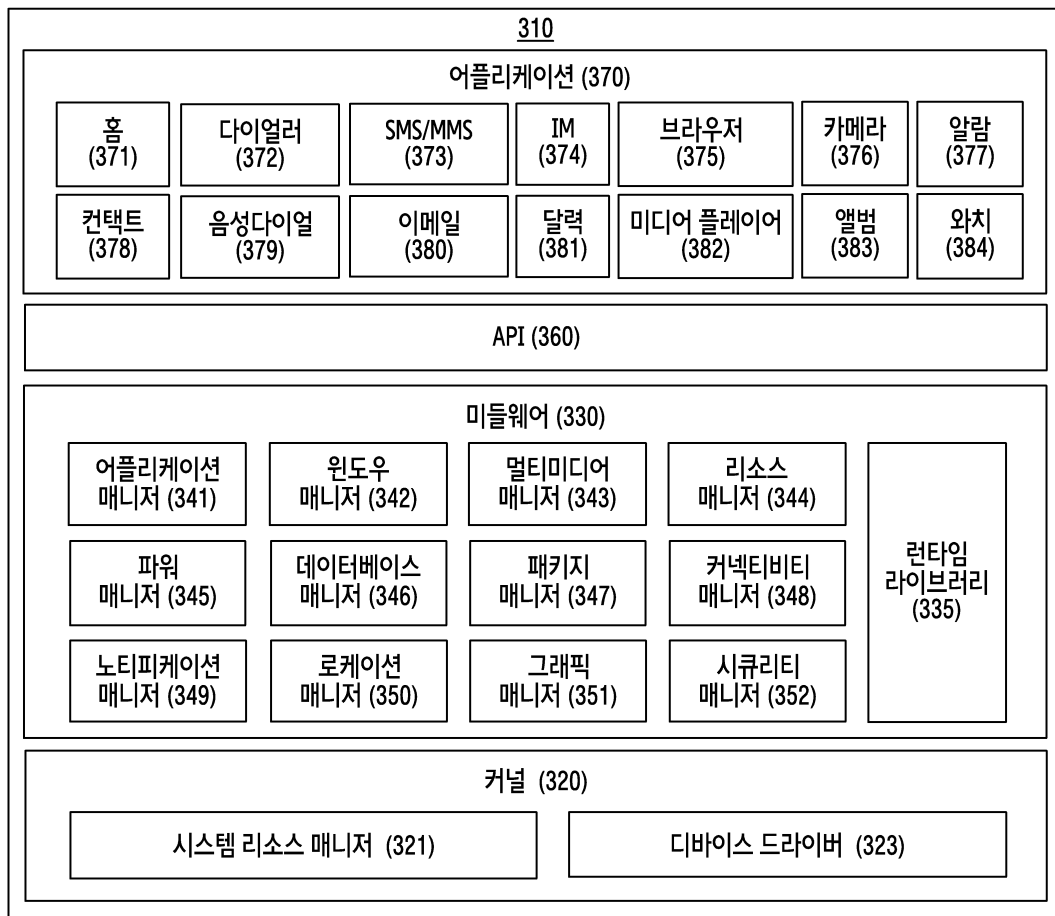 310
어플리케이션 (370)
홈
(371)
다이얼러
(372)
SMS/MMS
(373)
IM
(374)
브라우저
(375)
카메라
(376)
알람
(377)
컨택트
(378)
음성다이얼
(379)
이메일
(380)
달력
(381)
미디어 플레이어
(382)
앨범
(383)
와치
(384)
API (360)
미들웨어 (330)
어플리케이션
매니저 (341)
윈도우
매니저 (342)
멀티미디어
매니저 (343)
리소스
매니저 (344)
파워
매니저 (345)
데이터베이스
매니저 (346)
패키지
매니저 (347)
커넥티비티
매니저 (348)
노티피케이션
매니저 (349)
로케이션
매니저 (350)
그래픽
매니저 (351)
시큐리티
매니저 (352)
런타임
라이브러리
(335)
커널 (320)
시스템 리소스 매니저 (321)
디바이스 드라이버 (323)